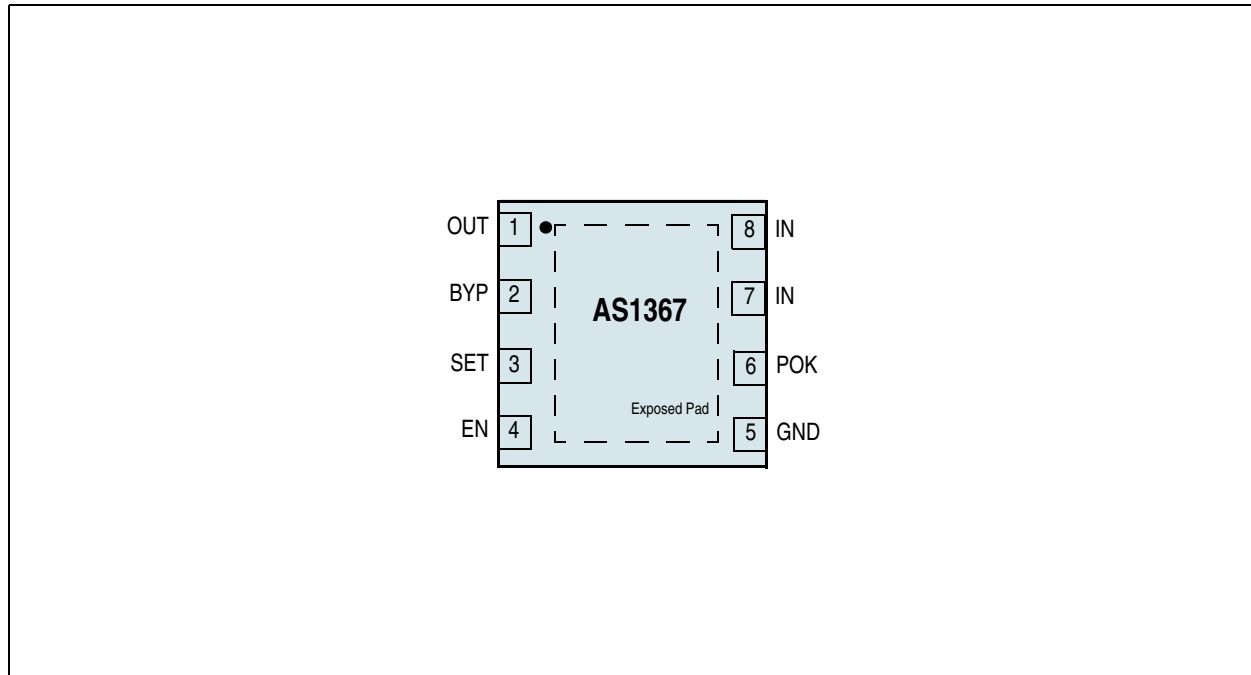 OUT 1 8 IN
BYP 2 7 IN
AS1367
SET 3 6 POK
Exposed Pad
EN 4 5 GND